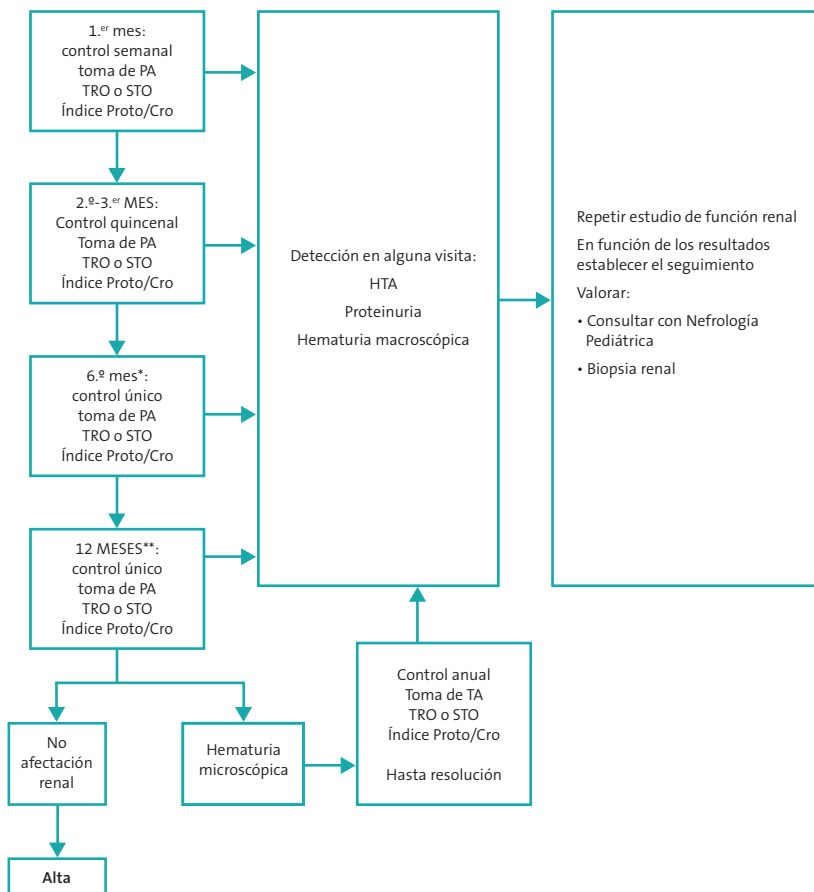 1.er mes:
control semanal
toma de PA
TRO o STO
Índice Proto/Cro
2.º-3.er MES:
Control quincenal
Toma de PA
TRO o STO
Índice Proto/Cro
6.º mes*:
control único
toma de PA
TRO o STO
Índice Proto/Cro
12 MESES**:
control único
toma de PA
TRO o STO
Índice Proto/Cro
Detección en alguna visita:
HTA
Proteinuria
Hematuria macroscópica
Repetir estudio de función renal
En función de los resultados
establecer el seguimiento
Valorar:
• Consultar con Nefrología
Pediátrica
• Biopsia renal
No
afectación
renal
Hematuria
microscópica
Control anual
Toma de TA
TRO o STO
Índice Proto/Cro
Hasta resolución
Alta